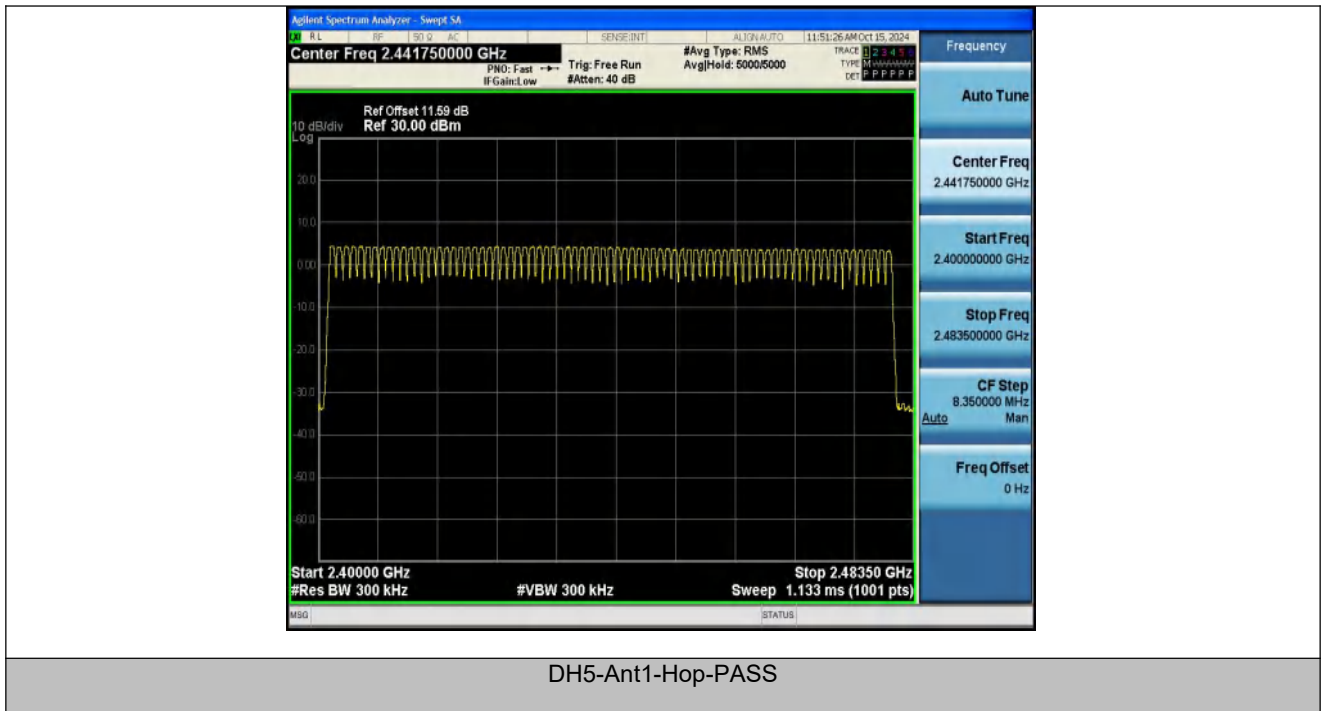 Agilent Spectrum Analyzer - Swept SA
LXI RL RF 50 Ω AC SENSE:INT ALIGN AUTO 11:51:26 AM Oct 15, 2024
Center Freq 2.441750000 GHz
PNO: Fast
IFGain:Low
Trig: Free Run
#Atten: 40 dB
#Avg Type: RMS
Avg|Hold: 5000/5000
TRACE 1 2 3 4 5 6
TYPE M
DET P P P P P P
Ref Offset 11.59 dB
10 dB/div Ref 30.00 dBm
Log
20.0
10.0
0.00
-10.0
-20.0
-30.0
-40.0
-50.0
-60.0
Start 2.40000 GHz Stop 2.48350 GHz
#Res BW 300 kHz #VBW 300 kHz Sweep 1.133 ms (1001 pts)
MSG STATUS
Frequency
Auto Tune
Center Freq
2.441750000 GHz
Start Freq
2.400000000 GHz
Stop Freq
2.483500000 GHz
CF Step
8.350000 MHz
Auto Man
Freq Offset
0 Hz
DH5-Ant1-Hop-PASS